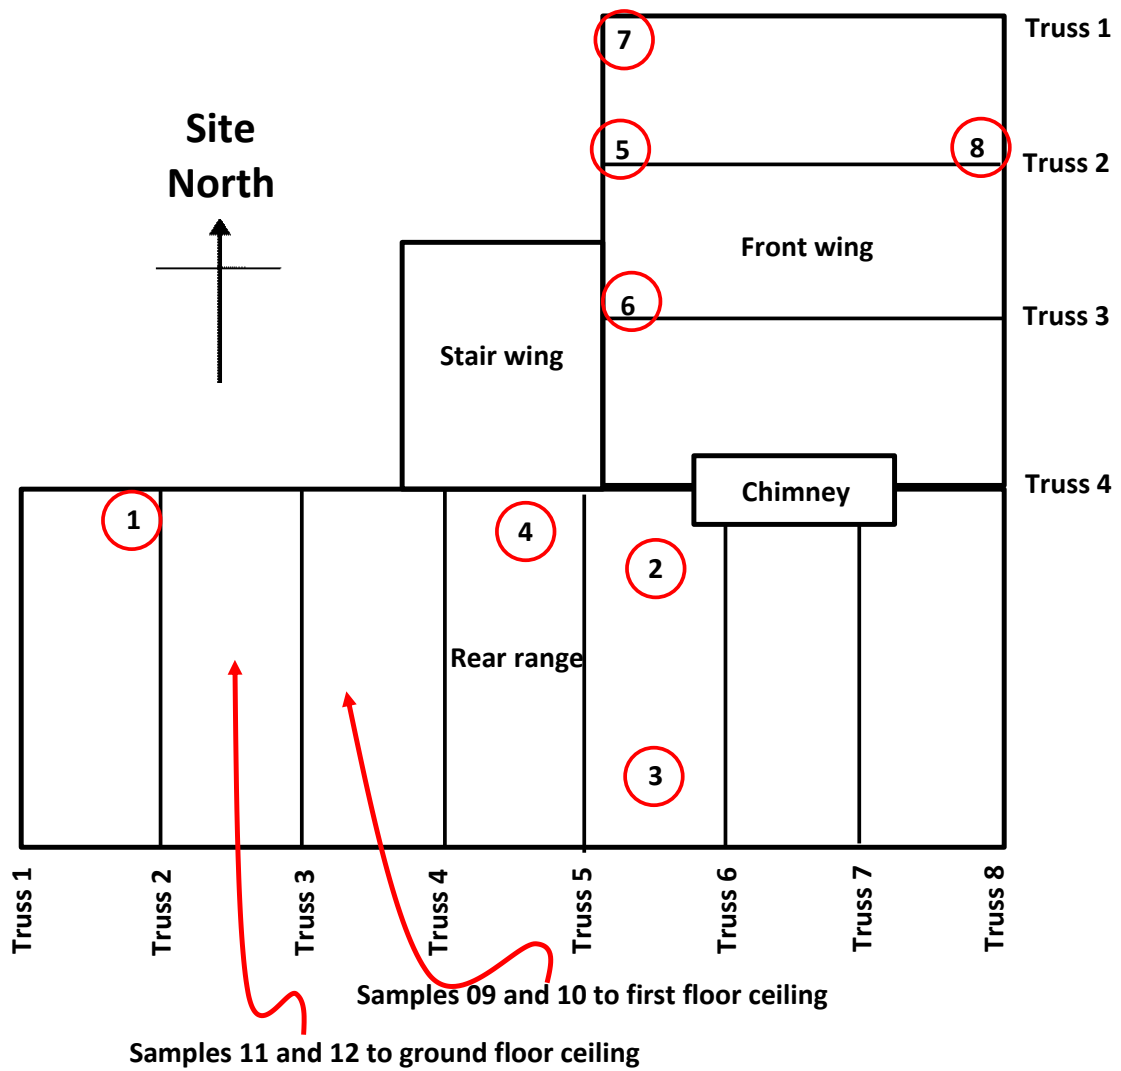 Truss 1
7
Site
North
5
8
Truss 2
Front wing
6
Truss 3
Stair wing
Chimney
Truss 4
1
4
2
Rear range
3
Truss 1
Truss 2
Truss 3
Truss 4
Truss 5
Truss 6
Truss 7
Truss 8
Samples 09 and 10 to first floor ceiling
Samples 11 and 12 to ground floor ceiling